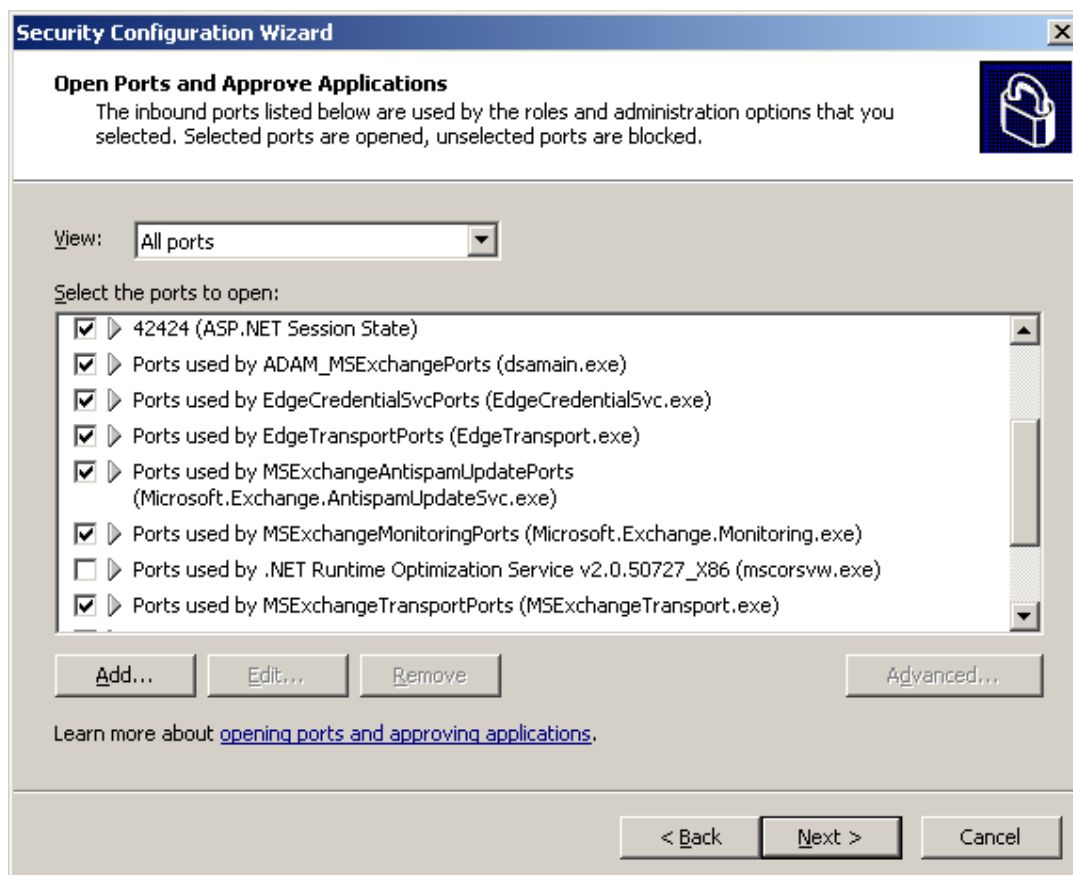 Security Configuration Wizard
Open Ports and Approve Applications
The inbound ports listed below are used by the roles and administration options that you
selected. Selected ports are opened, unselected ports are blocked.
View:
All ports
Select the ports to open:
42424 (ASP.NET Session State)
Ports used by ADAM_MSExchangePorts (dsamain.exe)
Ports used by EdgeCredentialSvcPorts (EdgeCredentialSvc.exe)
Ports used by EdgeTransportPorts (EdgeTransport.exe)
Ports used by MSExchangeAntispamUpdatePorts
(Microsoft.Exchange.AntispamUpdateSvc.exe)
Ports used by MSExchangeMonitoringPorts (Microsoft.Exchange.Monitoring.exe)
Ports used by .NET Runtime Optimization Service v2.0.50727_X86 (mscorsvw.exe)
Ports used by MSExchangeTransportPorts (MSExchangeTransport.exe)
Add...
Edit...
Remove
Advanced...
Learn more about opening ports and approving applications.
< Back
Next >
Cancel